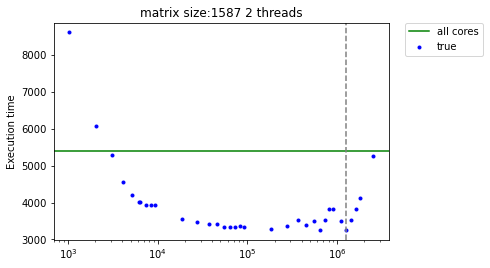 matrix size:1587 2 threads
all cores
true
Execution time
8000
7000
6000
5000
4000
3000
10³
10⁴
10⁵
10⁶